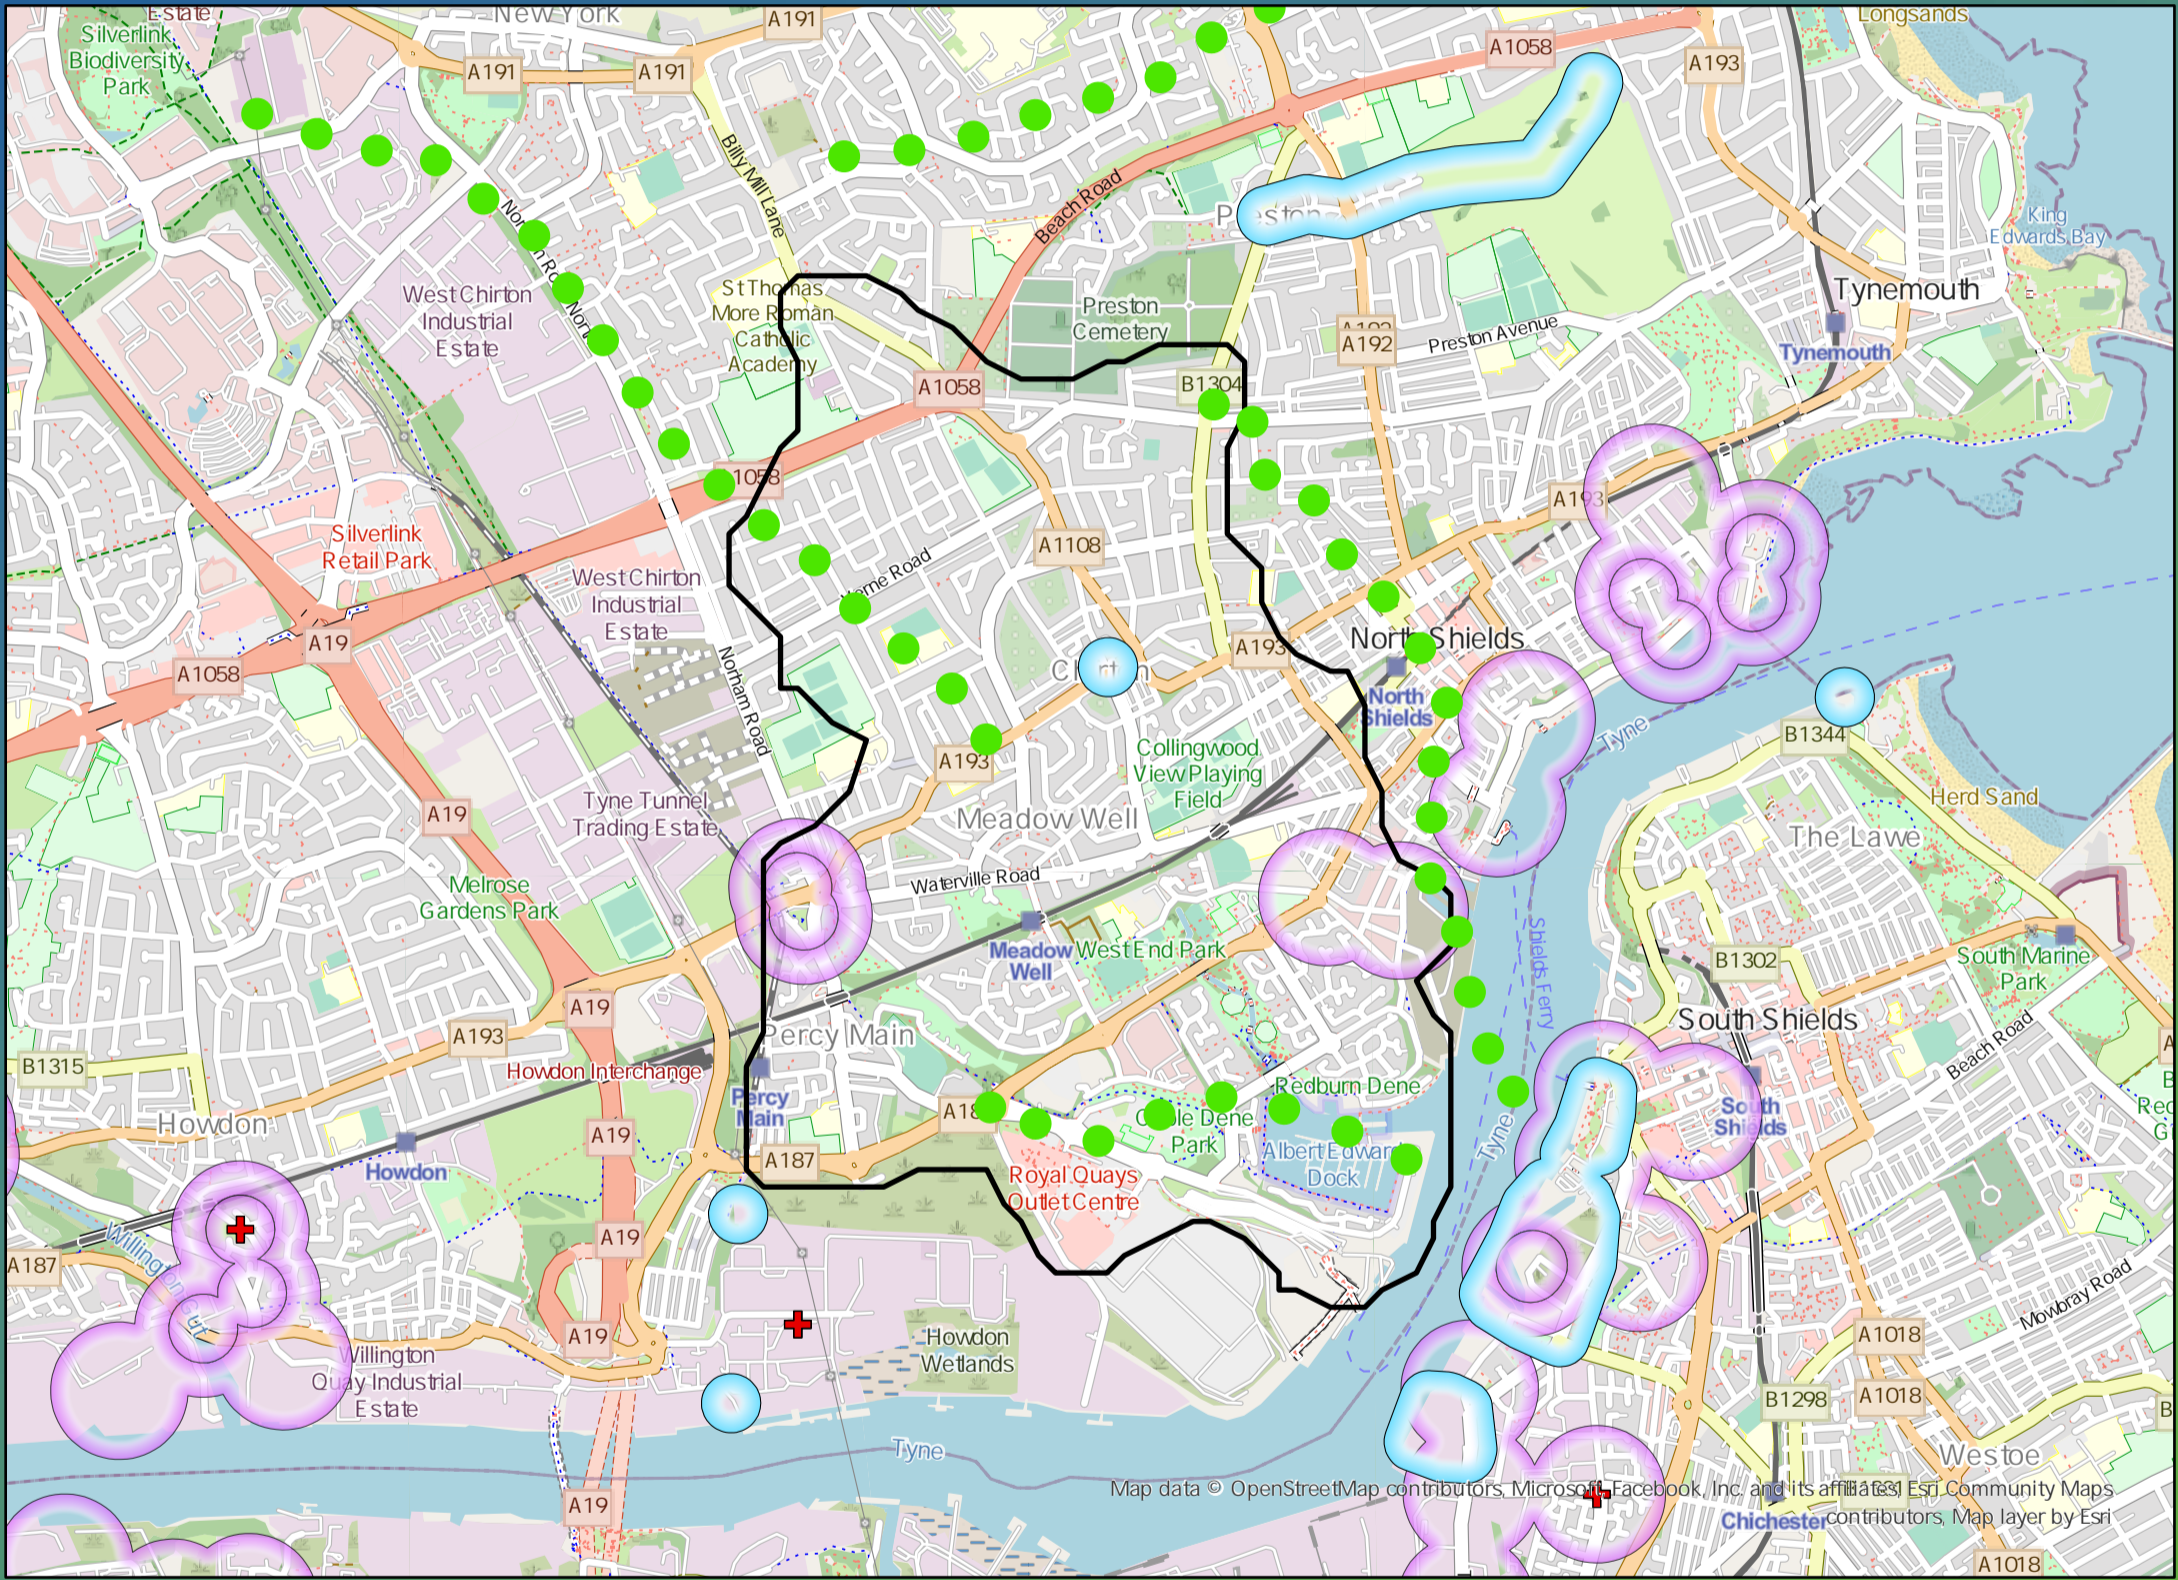 Estate
New York
A191
Longsands
Silverlink
Biodiversity
Park
A191
A191
A1058
A193
Billy Mill Lane
Beach Road
Preston
King
Edwards Bay
Tynemouth
West Chirton
Industrial
Estate
St Thomas
More Roman
Catholic
Academy
Preston
Cemetery
A192
Preston Avenue
Tynemouth
A1058
B1304
1058
A193
Silverlink
Retail Park
A1108
West Chirton
Industrial
Estate
A19
A1058
Norham Road
A193
North Shields
North
Shields
Tyne
B1344
Collingwood
View Playing
Field
A193
Herd Sand
Tyne Tunnel
Trading Estate
A19
Meadow Well
The Lawe
Melrose
Gardens Park
Waterville Road
Shields Ferry
Meadow
Well
West End Park
B1302
South Marine
Park
A19
A193
Percy Main
South Shields
Beach Road
B1315
Howdon Interchange
Percy
Main
Redburn Dene
Howdon
A18
Dene
Park
South
Shields
A19
Tyne
Albert Edward
Dock
A187
Howdon
Royal Quays
Outlet Centre
Willington Gut
A19
A187
Mowbray Road
A19
Howdon
Wetlands
A1018
Willington
Quay Industrial
Estate
B1298
A1018
Tyne
Westoe
A19
Map data © OpenStreetMap contributors, Microsoft, Facebook, Inc. and its affiliates, Esri Community Maps
contributors, Map layer by Esri
Chichester
A1018